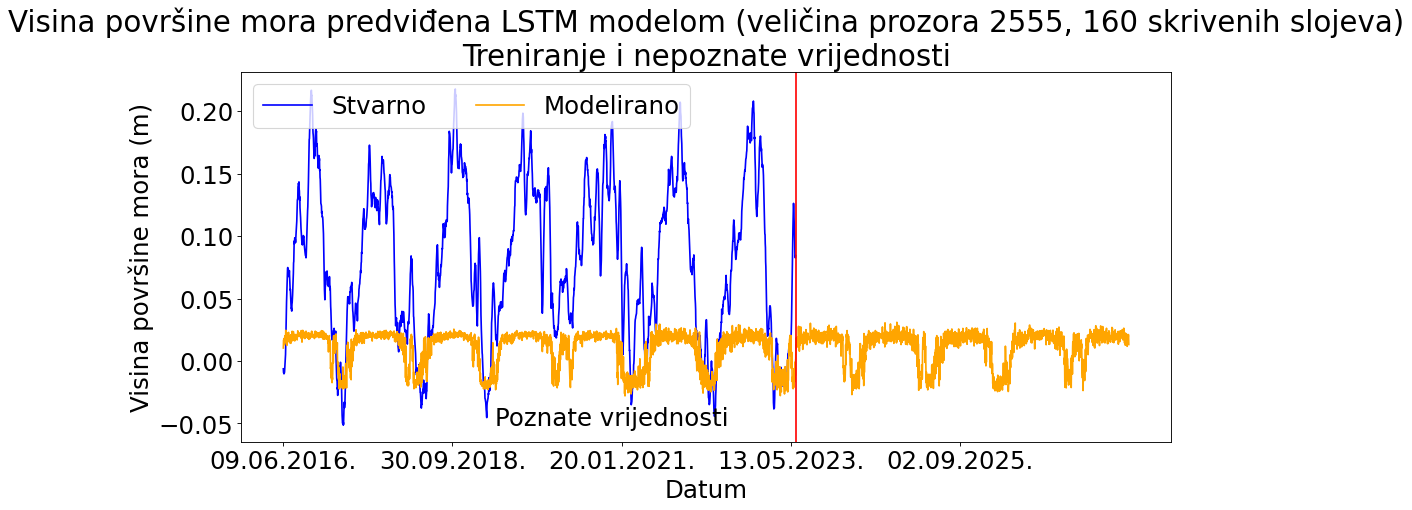 Visina površine mora predviđena LSTM modelom (veličina prozora 2555, 160 skrivenih slojeva)
Treniranje i nepoznate vrijednosti
Stvarno
Modelirano
Visina površine mora (m)
0.20
0.15
0.10
0.05
0.00
−0.05
Poznate vrijednosti
09.06.2016.
30.09.2018.
20.01.2021.
13.05.2023.
02.09.2025.
Datum